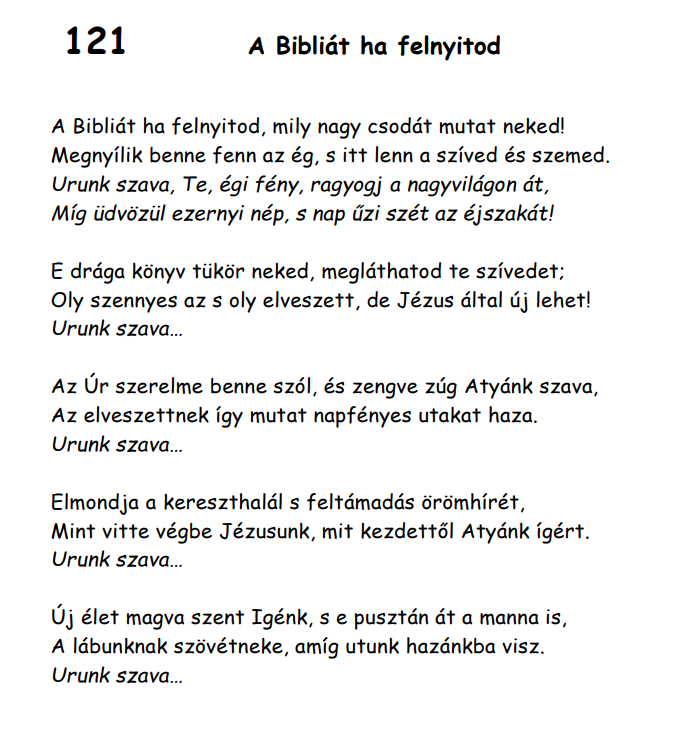 121 A Bibliát ha felnyitod
A Bibliát ha felnyitod, mily nagy csodát mutat neked!
Megnyílik benne fenn az ég, s itt lenn a szíved és szemed.
Urunk szava, Te, égi fény, ragyogj a nagyvilágon át,
Míg üdvözül ezernyi nép, s nap űzi szét az éjszakát!
E drága könyv tükör neked, megláthatod te szívedet;
Oly szennyes az s oly elveszett, de Jézus által új lehet!
Urunk szava…
Az Úr szerelme benne szól, és zengve zúg Atyánk szava,
Az elveszettnek így mutat napfényes utakat haza.
Urunk szava…
Elmondja a kereszthalál s feltámadás örömhírét,
Mint vitte végbe Jézusunk, mit kezdettől Atyánk ígért.
Urunk szava…
Új élet magva szent Igénk, s e pusztán át a manna is,
A lábunknak szövétneke, amíg utunk hazánkba visz.
Urunk szava…